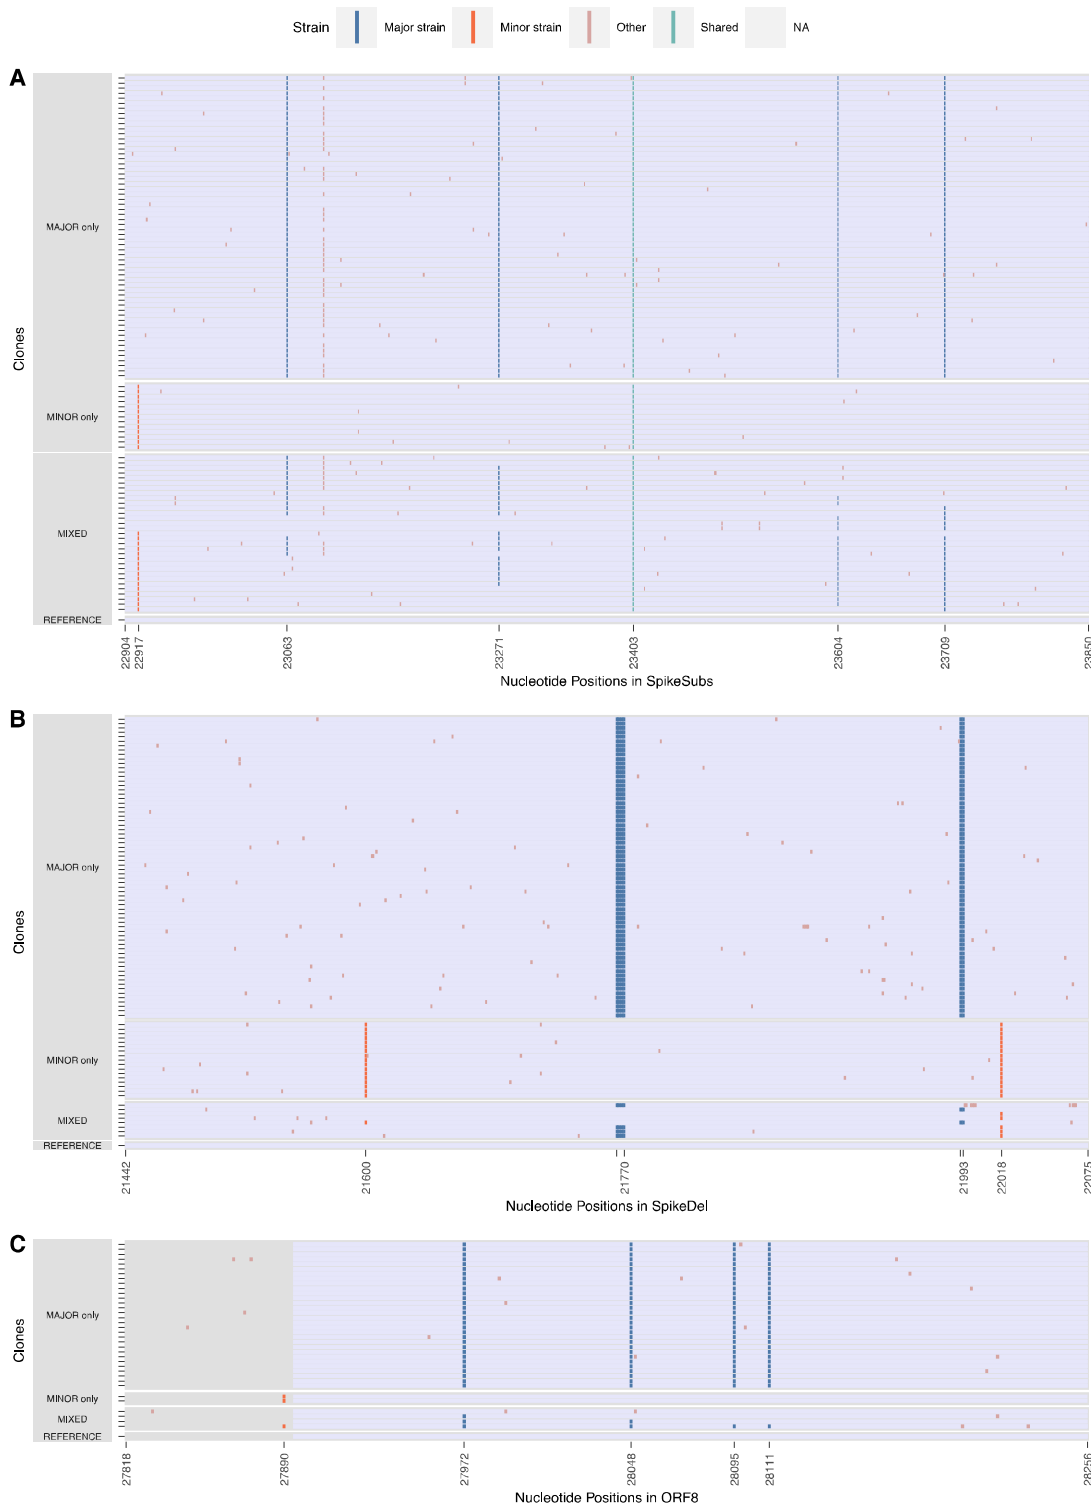 Strain Major strain Minor strain Other Shared NA
A
MAJOR only
Clones
MINOR only
MIXED
REFERENCE
22904 22917 23063 23271 23403 23604 23709 23850
Nucleotide Positions in SpikeSubs
B
MAJOR only
Clones
MINOR only
MIXED
REFERENCE
21442 21600 21770 21993 22018 22075
Nucleotide Positions in SpikeDel
C
MAJOR only
Clones
MINOR only
MIXED
REFERENCE
27818 27890 27972 28048 28095 28111 28256
Nucleotide Positions in ORF8